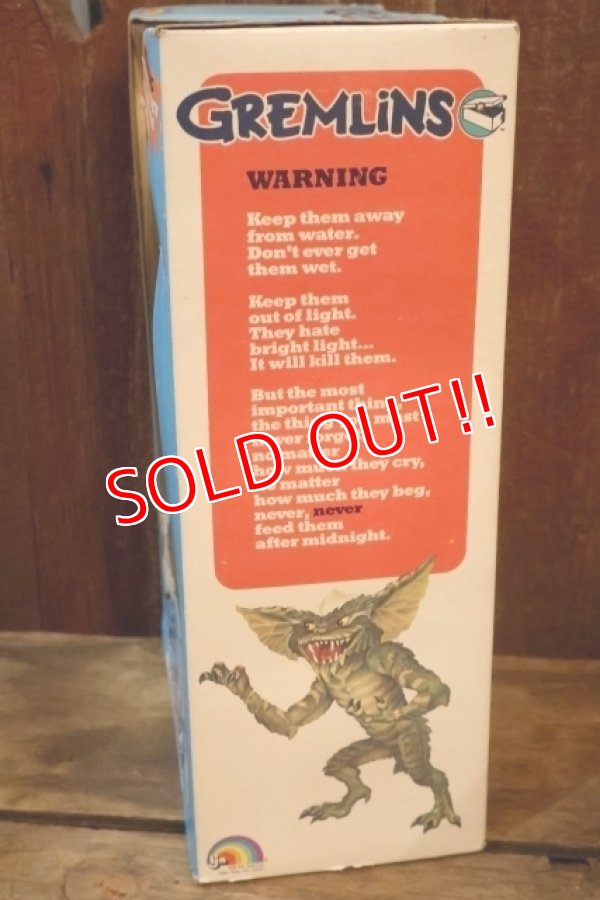 GREMLiNS
WARNING
Keep them away
from water.
Don't ever get
them wet.
Keep them
out of light.
They hate
bright light...
It will kill them.
But the most
important thing,
the thing you must
never forget
no matter
how much they cry,
no matter
how much they beg,
never, never
feed them
after midnight.
SOLD OUT!!